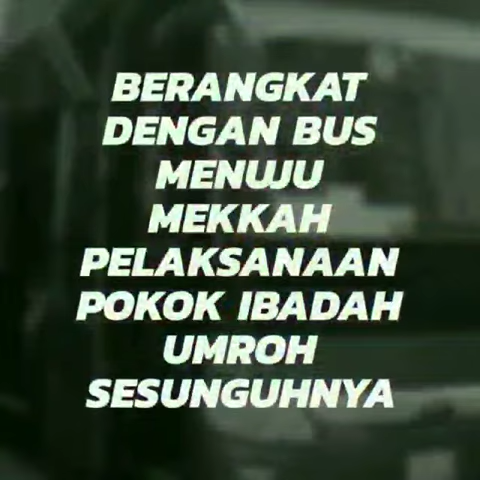 BERANGKAT
DENGAN BUS
MENUJU
MEKKAH
PELAKSANAAN
POKOK IBADAH
UMROH
SESUNGUHNYA